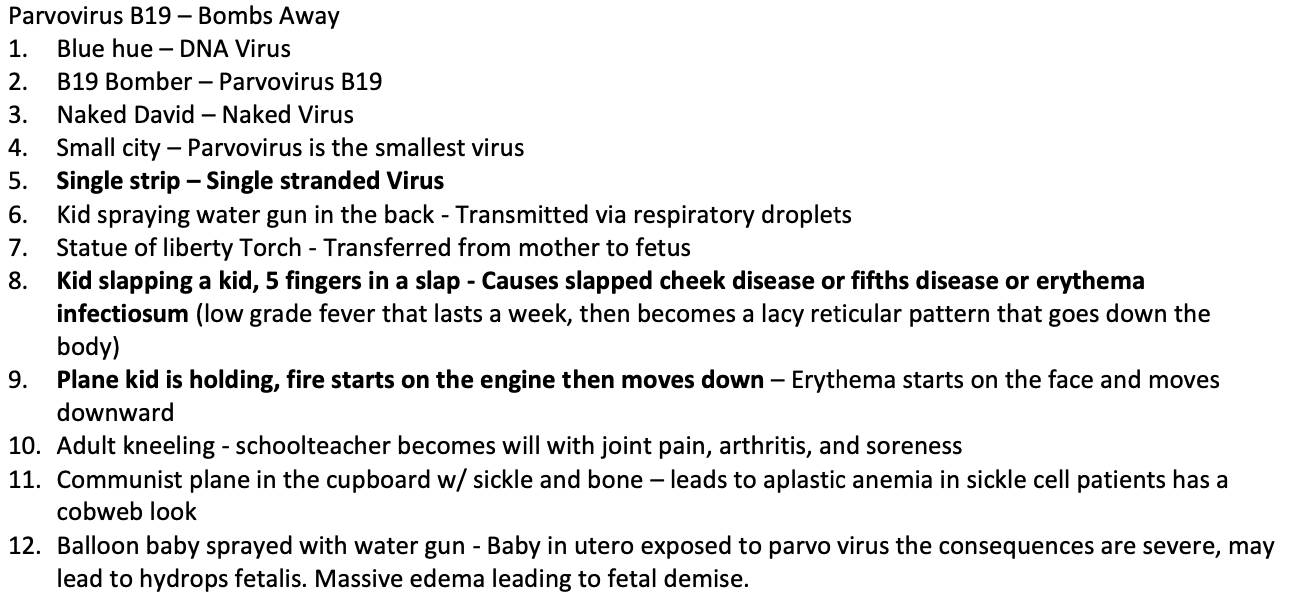 Parvovirus B19 – Bombs Away
1. Blue hue – DNA Virus
2. B19 Bomber – Parvovirus B19
3. Naked David – Naked Virus
4. Small city – Parvovirus is the smallest virus
5. Single strip – Single stranded Virus
6. Kid spraying water gun in the back - Transmitted via respiratory droplets
7. Statue of liberty Torch - Transferred from mother to fetus
8. Kid slapping a kid, 5 fingers in a slap - Causes slapped cheek disease or fifths disease or erythema
infectiosum (low grade fever that lasts a week, then becomes a lacy reticular pattern that goes down the
body)
9. Plane kid is holding, fire starts on the engine then moves down – Erythema starts on the face and moves
downward
10. Adult kneeling - schoolteacher becomes will with joint pain, arthritis, and soreness
11. Communist plane in the cupboard w/ sickle and bone – leads to aplastic anemia in sickle cell patients has a
cobweb look
12. Balloon baby sprayed with water gun - Baby in utero exposed to parvo virus the consequences are severe, may
lead to hydrops fetalis. Massive edema leading to fetal demise.